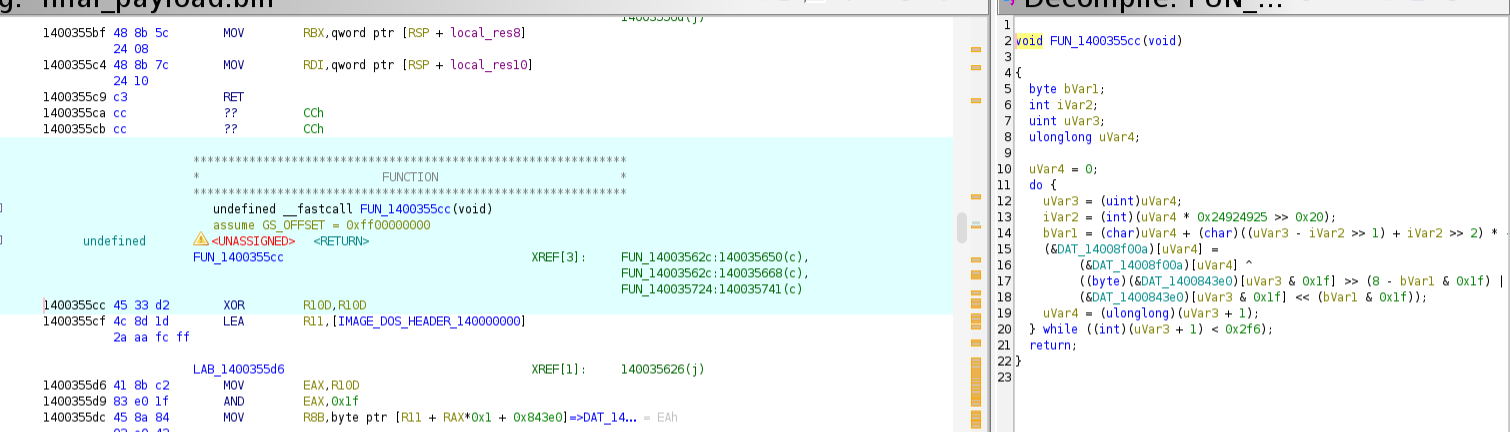 final_payload.bin
1400355bf 48 8b 5c MOV RBX,qword ptr [RSP + local_res8]
24 08
1400355c4 48 8b 7c MOV RDI,qword ptr [RSP + local_res10]
24 10
1400355c9 c3 RET
1400355ca cc ?? CCh
1400355cb cc ?? CCh
**************************************************************
* FUNCTION *
**************************************************************
undefined __fastcall FUN_1400355cc(void)
assume GS_OFFSET = 0xff00000000
undefined <UNASSIGNED> <RETURN>
FUN_1400355cc XREF[3]: FUN_14003562c:140035650(c),
FUN_14003562c:140035668(c),
FUN_140035724:140035741(c)
1400355cc 45 33 d2 XOR R10D,R10D
1400355cf 4c 8d 1d LEA R11,[IMAGE_DOS_HEADER_140000000]
2a aa fc ff
LAB_1400355d6 XREF[1]: 140035626(j)
1400355d6 41 8b c2 MOV EAX,R10D
1400355d9 83 e0 1f AND EAX,0x1f
1400355dc 45 8a 84 MOV R8B,byte ptr [R11 + RAX*0x1 + 0x843e0]=>DAT_14... = EAh
Decompile: FUN_...
1
2 void FUN_1400355cc(void)
3
4 {
5 byte bVar1;
6 int iVar2;
7 uint uVar3;
8 ulonglong uVar4;
9
10 uVar4 = 0;
11 do {
12 uVar3 = (uint)uVar4;
13 iVar2 = (int)(uVar4 * 0x24924925 >> 0x20);
14 bVar1 = (char)uVar4 + (char)((uVar3 - iVar2 >> 1) + iVar2 >> 2) *
15 (&DAT_14008f00a)[uVar4] =
16 (&DAT_14008f00a)[uVar4] ^
17 ((byte)(&DAT_1400843e0)[uVar3 & 0x1f] >> (8 - bVar1 & 0x1f) |
18 (&DAT_1400843e0)[uVar3 & 0x1f] << (bVar1 & 0x1f));
19 uVar4 = (ulonglong)(uVar3 + 1);
20 } while ((int)(uVar3 + 1) < 0x2f6);
21 return;
22 }
23